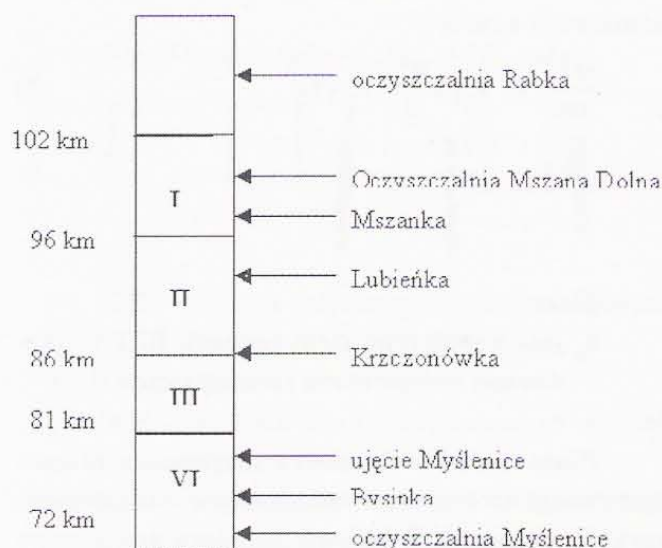 oczyszczalnia Rabka
102 km
Oczyszczalnia Mszana Dolna
I
Mszanka
96 km
Lubieńka
II
86 km
Krzczonówka
III
81 km
ujęcie Myślenice
VI
Bysinka
72 km
oczyszczalnia Myślenice